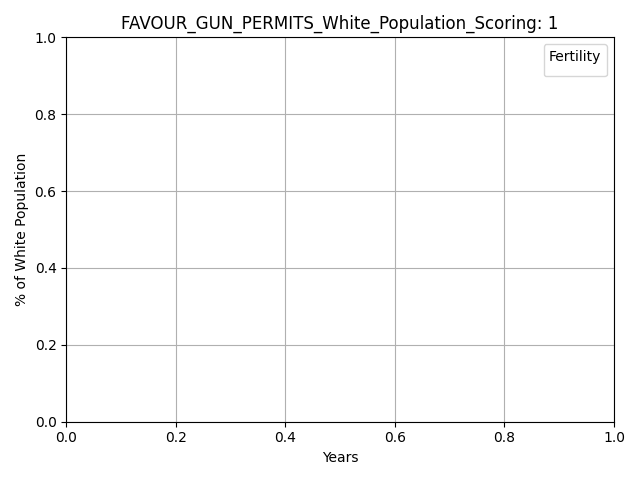 FAVOUR_GUN_PERMITS_White_Population_Scoring: 1
Fertility
% of White Population
1.0
0.8
0.6
0.4
0.2
0.0
0.0 0.2 0.4 0.6 0.8 1.0
Years